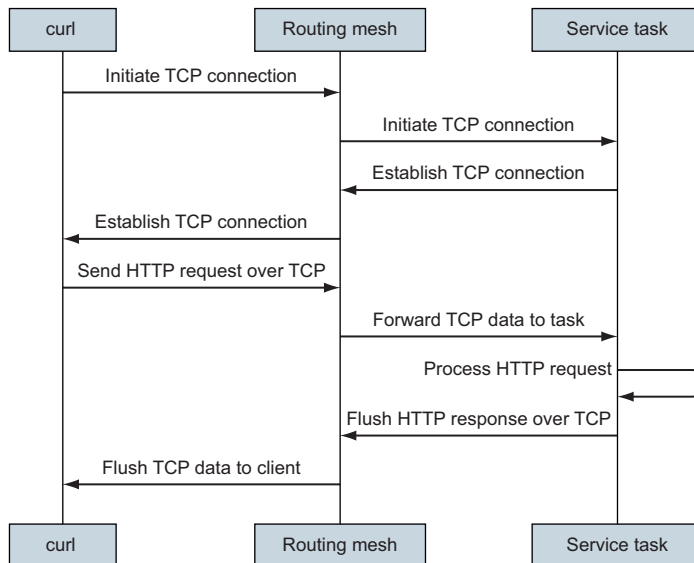 curl
Routing mesh
Service task
Initiate TCP connection
Initiate TCP connection
Establish TCP connection
Establish TCP connection
Send HTTP request over TCP
Forward TCP data to task
Process HTTP request
Flush HTTP response over TCP
Flush TCP data to client
curl
Routing mesh
Service task